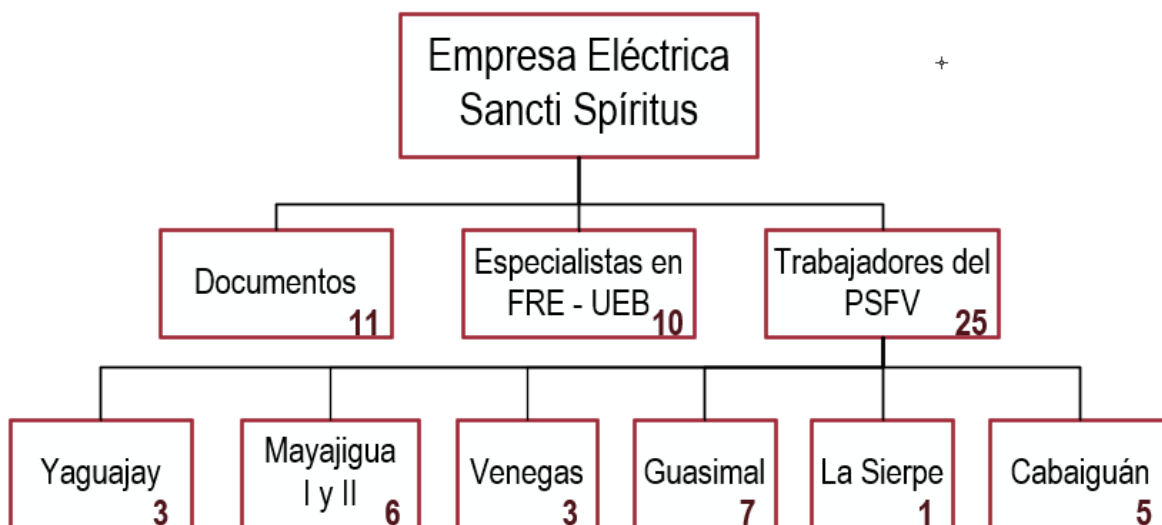 Empresa Eléctrica
Sancti Spíritus
Documentos
11
Especialistas en
FRE - UEB
10
Trabajadores del
PSFV
25
Yaguajay
3
Mayajigua
I y II
6
Venegas
3
Guasimal
7
La Sierpe
1
Cabaiguán
5